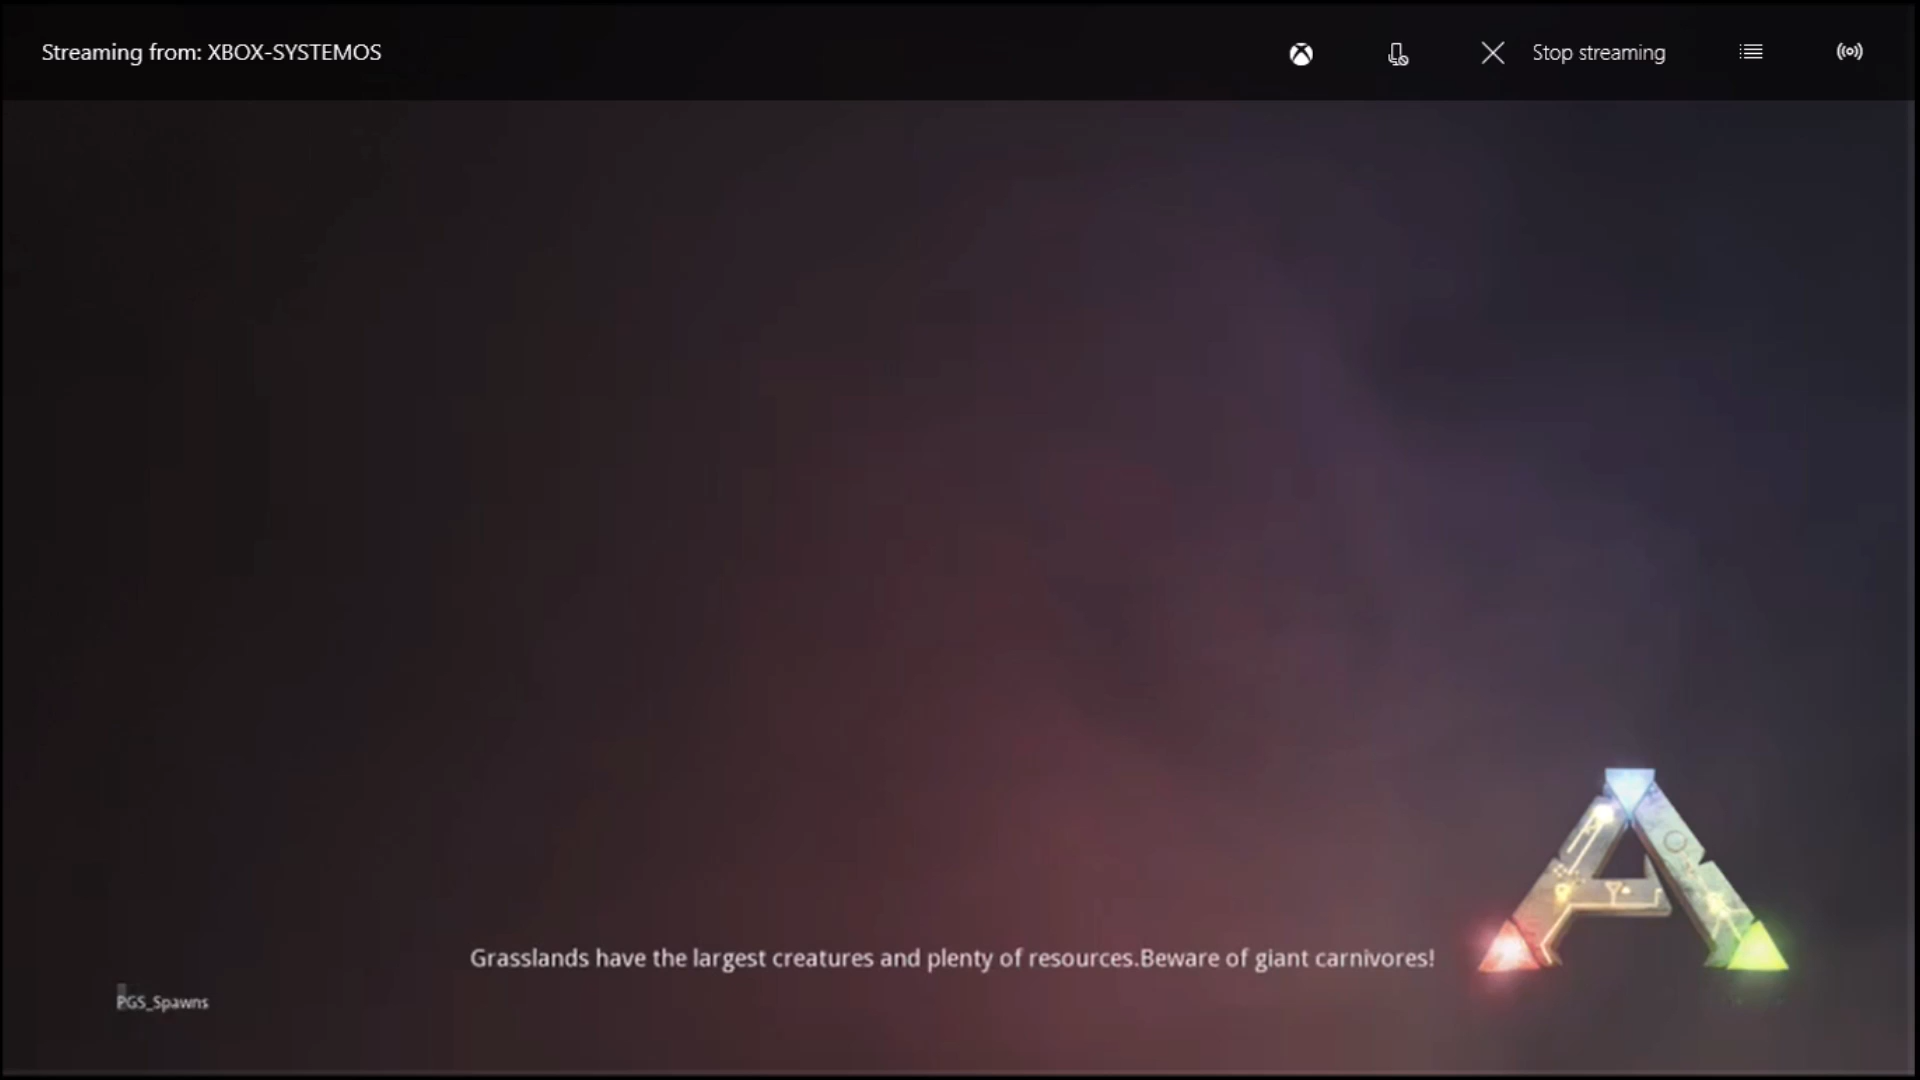 Streaming from: XBOX-SYSTEMOS
Stop streaming
Grasslands have the largest creatures and plenty of resources.Beware of giant carnivores!
PGS_Spawns